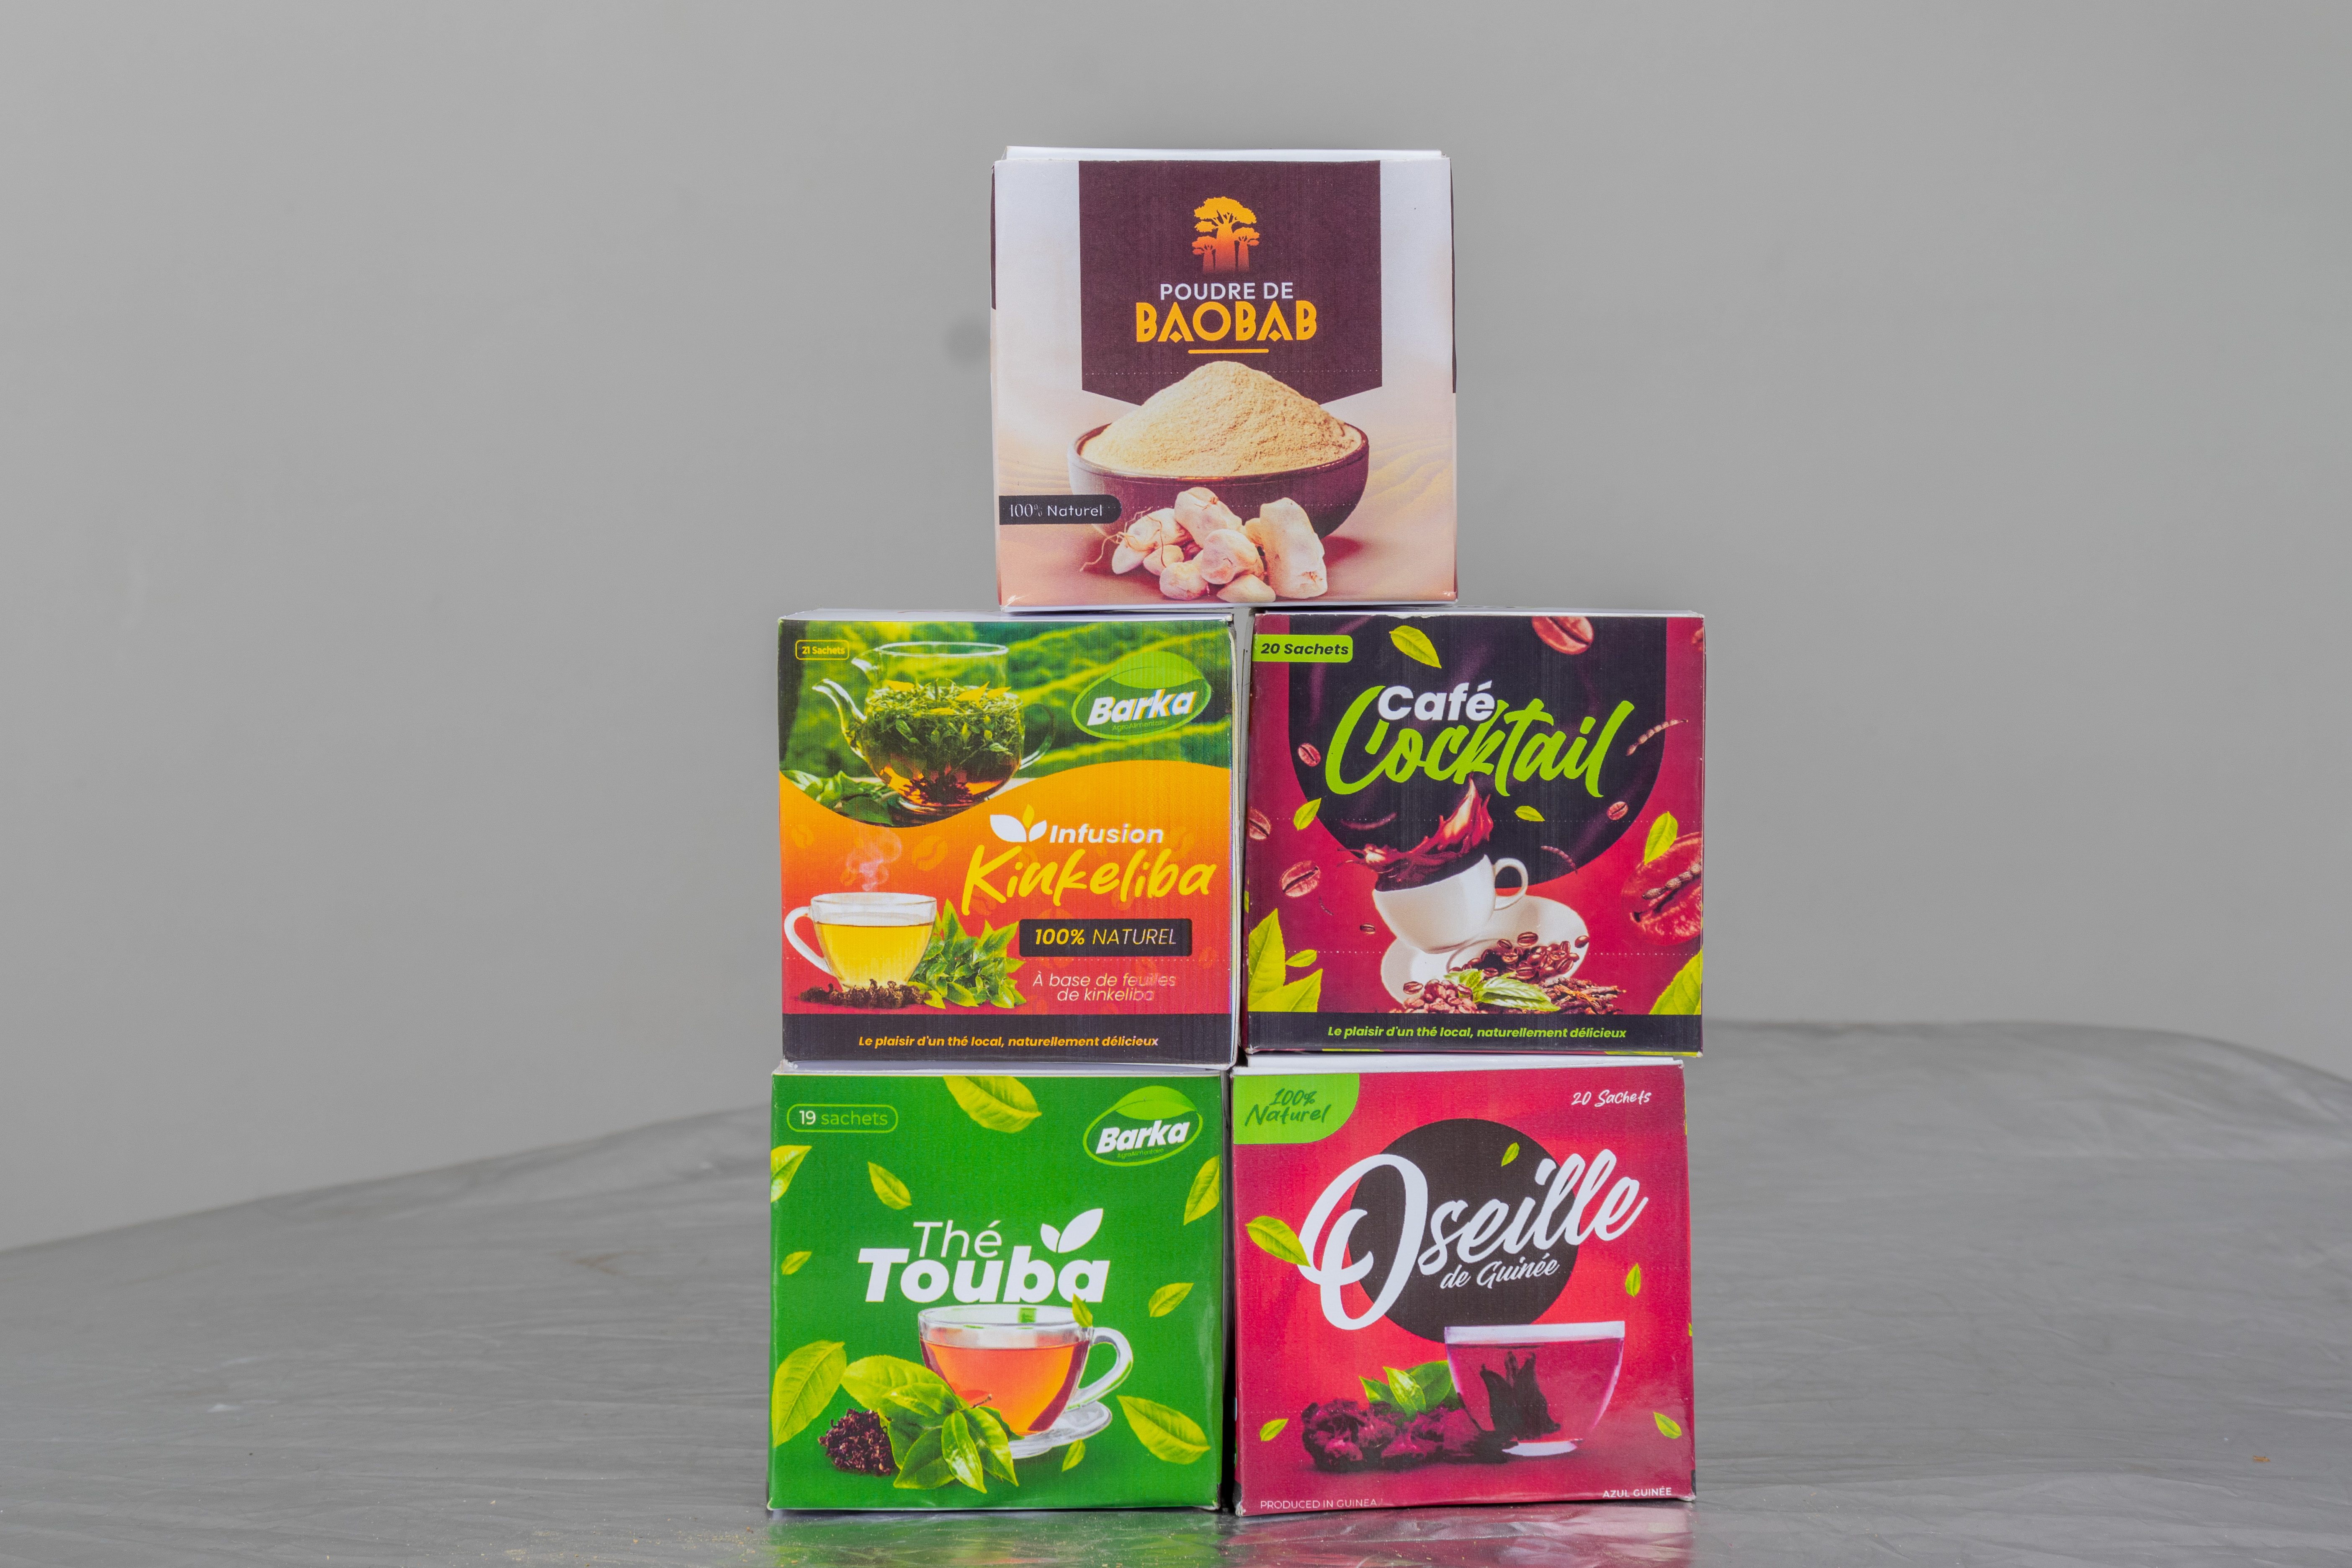 POUDRE DE
BAOBAB
100% Naturel
21 Sachets
Barka
AgroAlimentaire
Infusion
Kinkeliba
100% NATUREL
À base de feuilles
de kinkeliba
Le plaisir d'un thé local, naturellement délicieux
20 Sachets
Café
Cocktail
Le plaisir d'un thé local, naturellement délicieux
19 sachets
Barka
AgroAlimentaire
Thé
Touba
100%
Naturel
20 Sachets
Oseille
de Guinée
PRODUCED IN GUINEA
AZUL GUINÉE